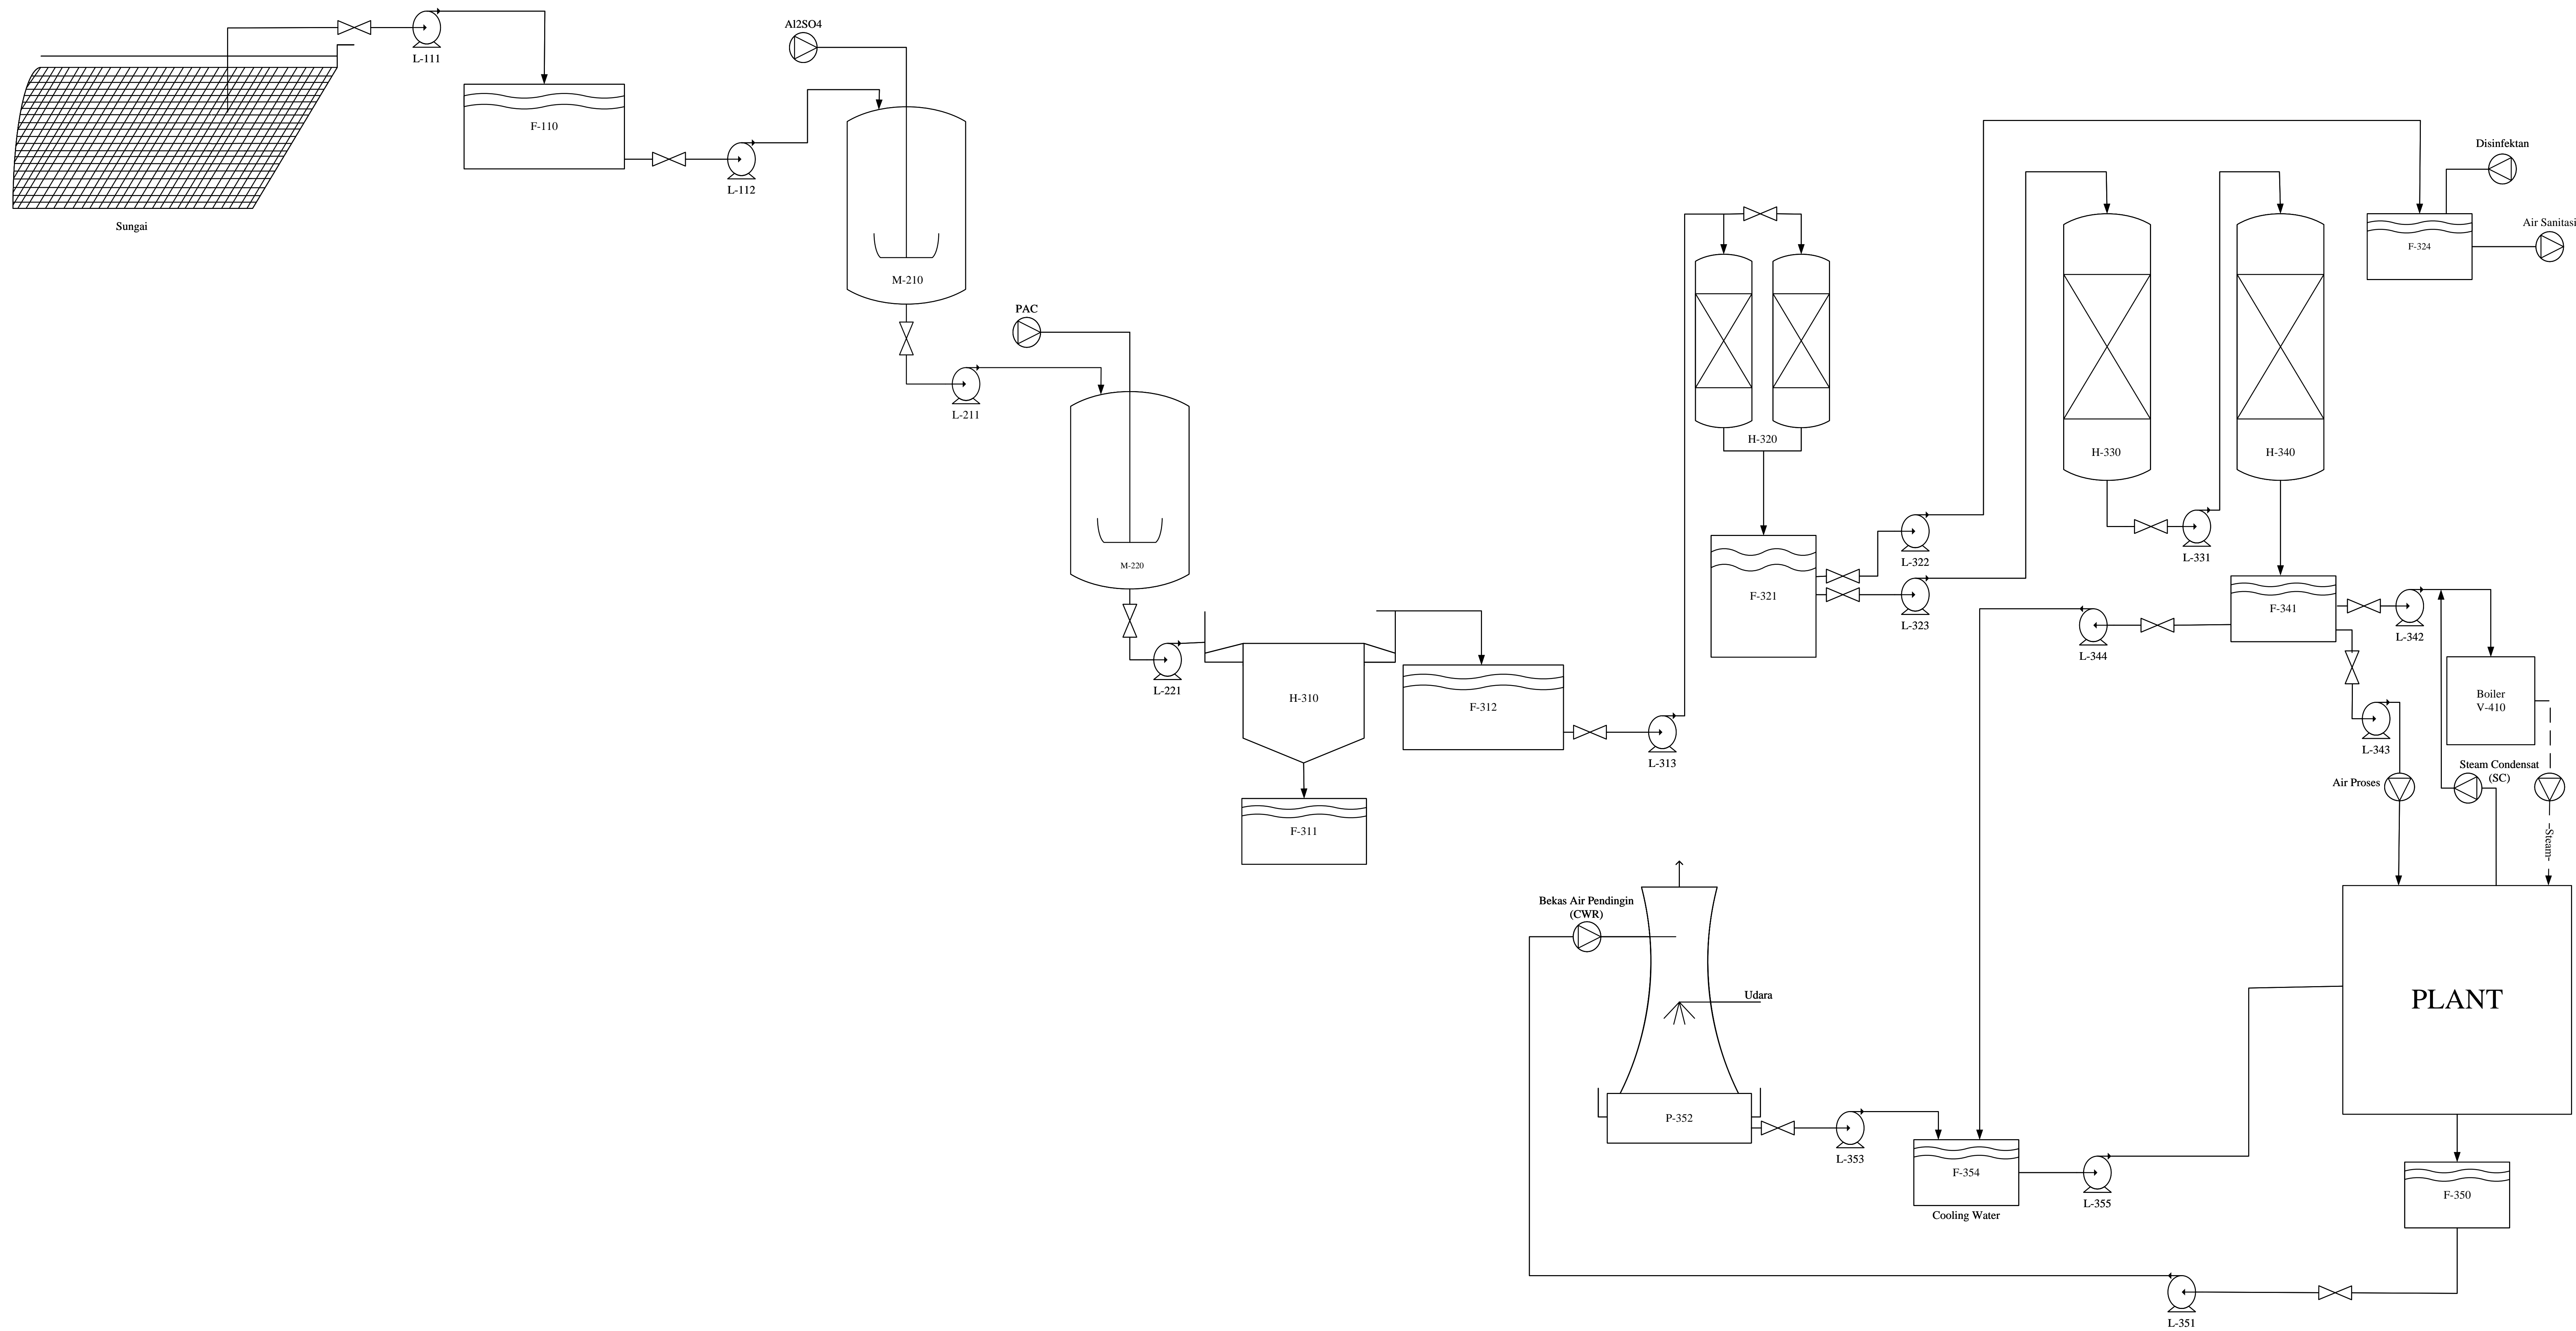 Al2SO4
L-111
F-110
L-112
Sungai
M-210
PAC
L-211
M-220
L-221
H-310
F-311
F-312
L-313
H-320
F-321
L-322
L-323
H-330
L-331
H-340
Disinfektan
Air Sanitasi
F-324
F-341
L-342
L-344
L-343
Boiler
V-410
Air Proses
Steam Condensat
(SC)
Steam
PLANT
Bekas Air Pendingin
(CWR)
Udara
P-352
L-353
F-354
Cooling Water
L-355
F-350
L-351